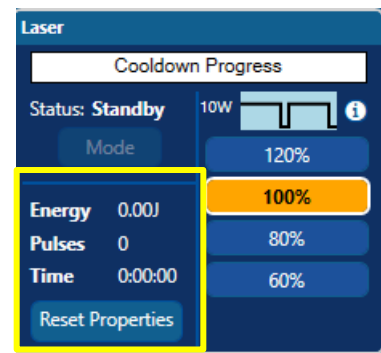 Laser
Cooldown Progress
Status: Standby
10W
Mode
120%
100%
80%
60%
Energy 0.00J
Pulses 0
Time 0:00:00
Reset Properties